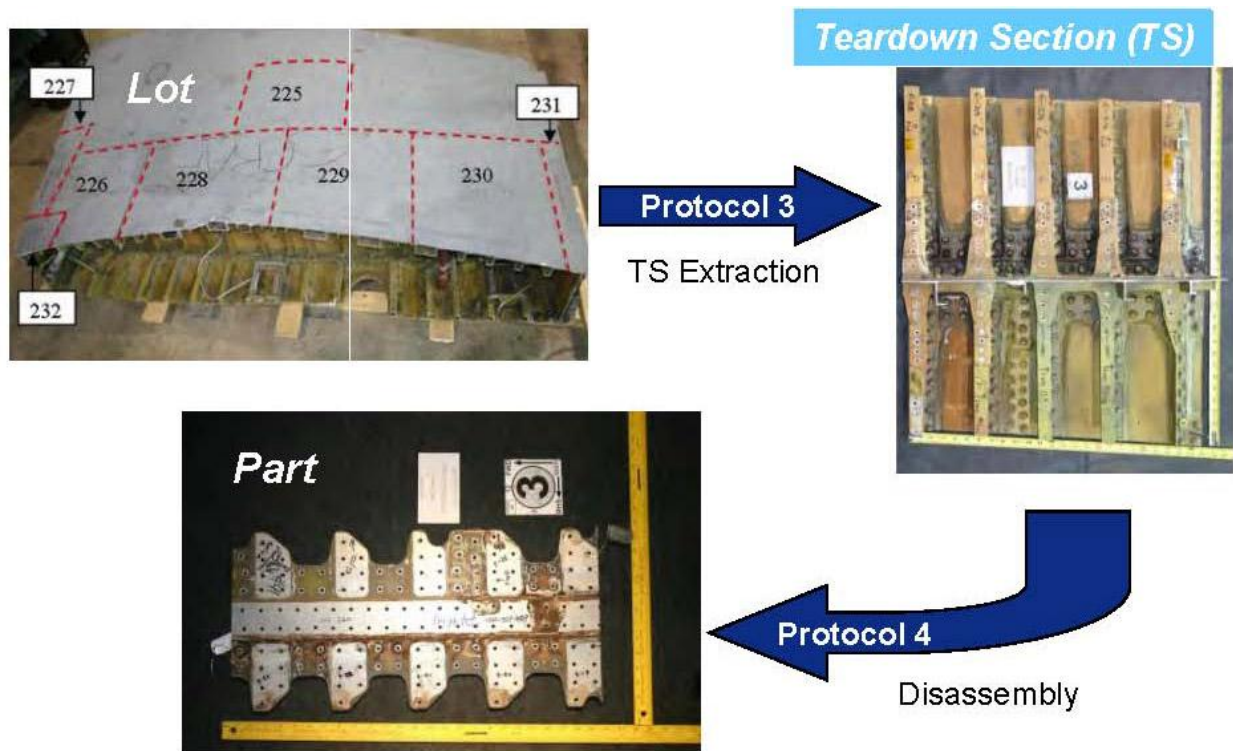 Teardown Section (TS)
Lot
227
225
231
226
228
229
230
232
Protocol 3
TS Extraction
3
Part
3
Protocol 4
Disassembly